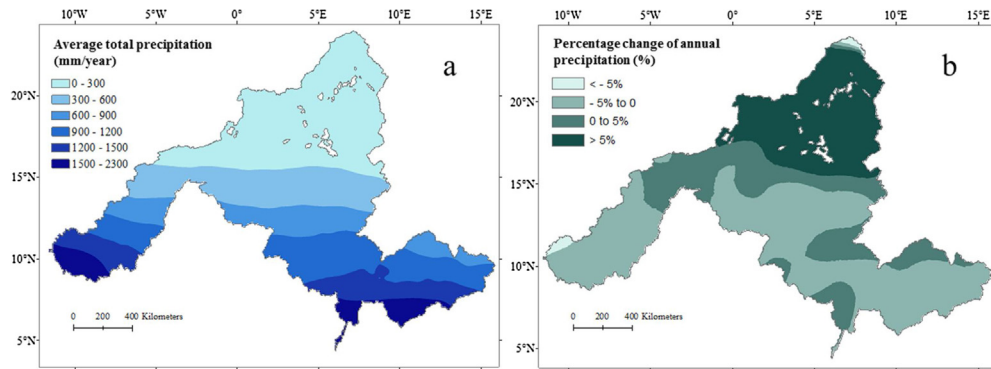 10°W 5°W 0° 5°E 10°E 15°E
Average total precipitation
(mm/year)
0 - 300
300 - 600
600 - 900
900 - 1200
1200 - 1500
1500 - 2300
a
20°N
15°N
10°N
5°N
0 200 400 Kilometers
10°W 5°W 0° 5°E 10°E 15°E
Percentage change of annual
precipitation (%)
< - 5%
- 5% to 0
0 to 5%
> 5%
b
20°N
15°N
10°N
5°N
0 200 400 Kilometers